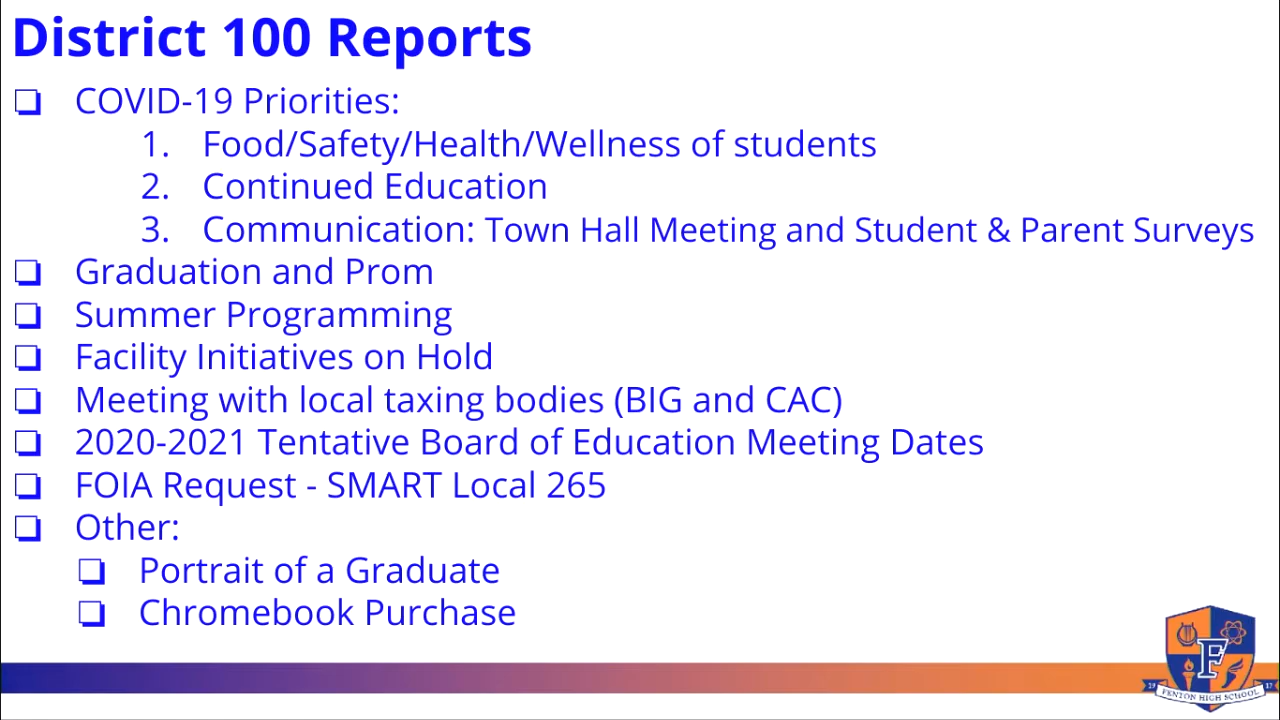 District 100 Reports
❏ COVID-19 Priorities:
1. Food/Safety/Health/Wellness of students
2. Continued Education
3. Communication: Town Hall Meeting and Student & Parent Surveys
❏ Graduation and Prom
❏ Summer Programming
❏ Facility Initiatives on Hold
❏ Meeting with local taxing bodies (BIG and CAC)
❏ 2020-2021 Tentative Board of Education Meeting Dates
❏ FOIA Request - SMART Local 265
❏ Other:
❏ Portrait of a Graduate
❏ Chromebook Purchase
F
FENTON HIGH SCHOOL